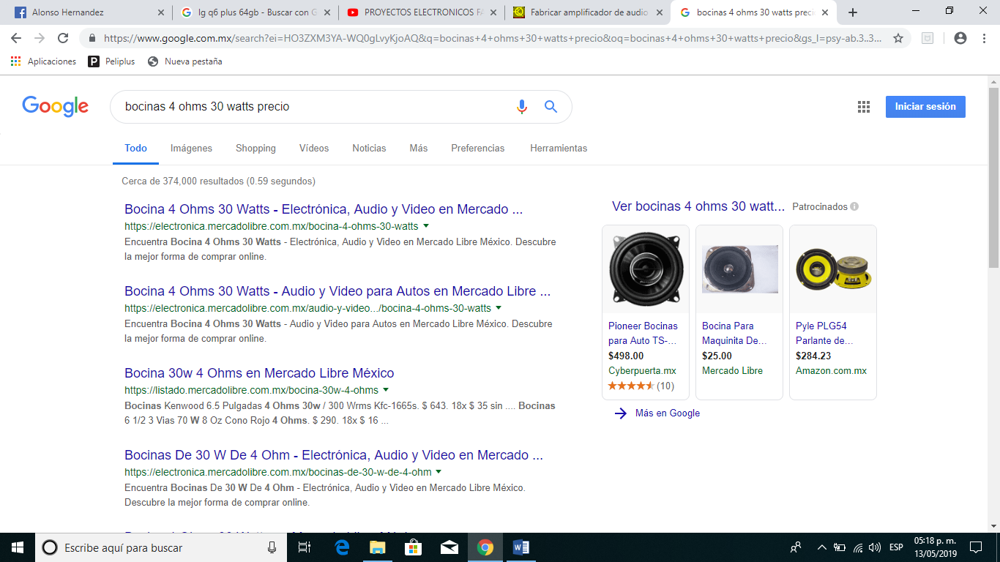 Alonso Hernandez
lg q6 plus 64gb - Buscar con G
PROYECTOS ELECTRONICOS FA
Fabricar amplificador de audio
bocinas 4 ohms 30 watts preci
https://www.google.com.mx/search?ei=HO3ZXM3YA-WQ0gLvyKjoAQ&q=bocinas+4+ohms+30+watts+precio&oq=bocinas+4+ohms+30+watts+precio&gs_l=psy-ab.3..3...
Aplicaciones
Peliplus
Nueva pestaña
Google
bocinas 4 ohms 30 watts precio
Iniciar sesión
Todo
Imágenes
Shopping
Vídeos
Noticias
Más
Preferencias
Herramientas
Cerca de 374,000 resultados (0.59 segundos)
Bocina 4 Ohms 30 Watts - Electrónica, Audio y Video en Mercado ...
https://electronica.mercadolibre.com.mx/bocina-4-ohms-30-watts
Encuentra Bocina 4 Ohms 30 Watts - Electrónica, Audio y Video en Mercado Libre México. Descubre
la mejor forma de comprar online.
Bocina 4 Ohms 30 Watts - Audio y Video para Autos en Mercado Libre ...
https://electronica.mercadolibre.com.mx/audio-y-video.../bocina-4-ohms-30-watts
Encuentra Bocina 4 Ohms 30 Watts - Audio y Video para Autos en Mercado Libre México. Descubre
la mejor forma de comprar online.
Bocina 30w 4 Ohms en Mercado Libre México
https://listado.mercadolibre.com.mx/bocina-30w-4-ohms
Bocinas Kenwood 6.5 Pulgadas 4 Ohms 30w / 300 Wrms Kfc-1665s. $ 643. 18x $ 35 sin .... Bocinas
6 1/2 3 Vias 70 W 8 Oz Cono Rojo 4 Ohms. $ 290. 18x $ 16 ...
Bocinas De 30 W De 4 Ohm - Electrónica, Audio y Video en Mercado ...
https://electronica.mercadolibre.com.mx/bocinas-de-30-w-de-4-ohm
Encuentra Bocinas De 30 W De 4 Ohm - Electrónica, Audio y Video en Mercado Libre México.
Descubre la mejor forma de comprar online.
Ver bocinas 4 ohms 30 watt...
Patrocinados
Pioneer Bocinas
para Auto TS-...
$498.00
Cyberpuerta.mx
(10)
Bocina Para
Maquinita De...
$25.00
Mercado Libre
Pyle PLG54
Parlante de...
$284.23
Amazon.com.mx
Más en Google
Escribe aquí para buscar
ESP
05:18 p. m.
13/05/2019